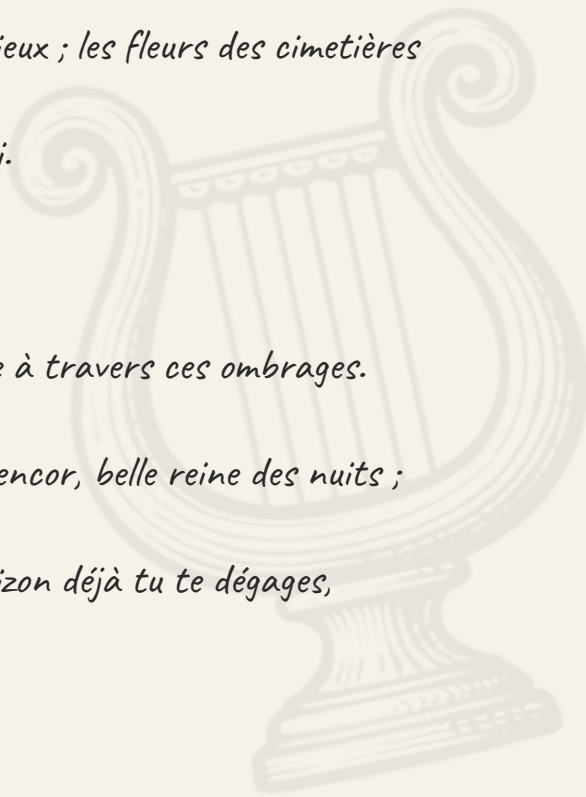 ieux ; les fleurs des cimetières
i.
e à travers ces ombrages.
encor, belle reine des nuits ;
izon déjà tu te dégages,